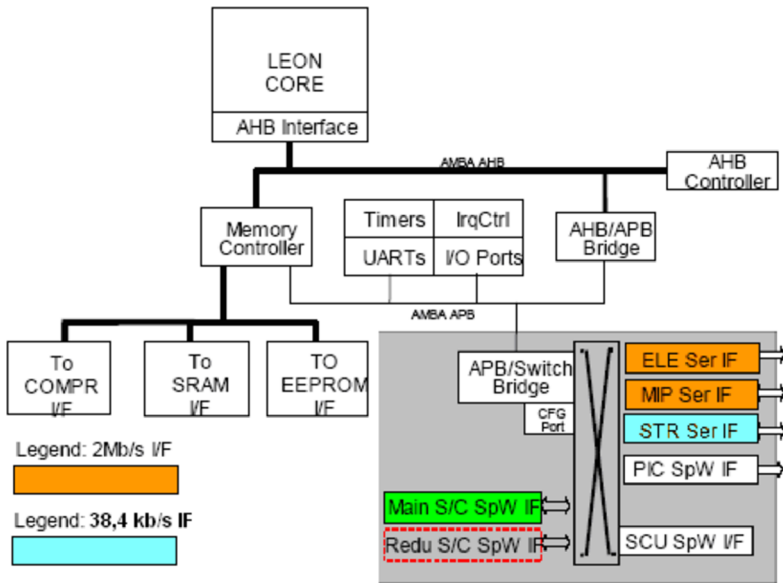 LEON
CORE
AHB Interface
AMBA AHB
AHB
Controller
Memory
Controller
Timers
IrqCtrl
UARTs
I/O Ports
AHB/APB
Bridge
AMBA APB
To
COMPR
I/F
To
SRAM
I/F
TO
EEPROM
I/F
APB/Switch
Bridge
CFG
Port
ELE Ser IF
MIP Ser IF
STR Ser IF
PIC SpW IF
SCU SpW I/F
Main S/C SpW IF
Redu S/C SpW IF
Legend: 2Mb/s I/F
Legend: 38,4 kb/s IF